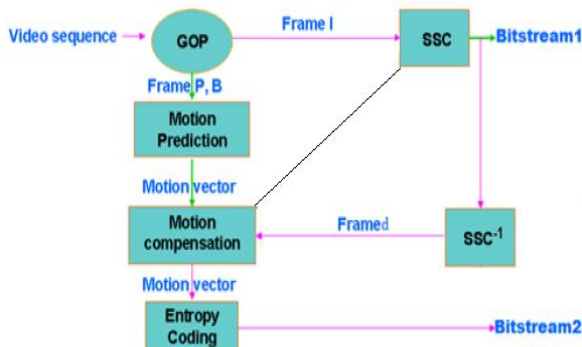 Frame I
Video sequence
GOP
SSC
Bitstream1
Frame P, B
Motion
Prediction
Motion vector
Motion
compensation
Framed
SSC-1
Motion vector
Entropy
Coding
Bitstream2